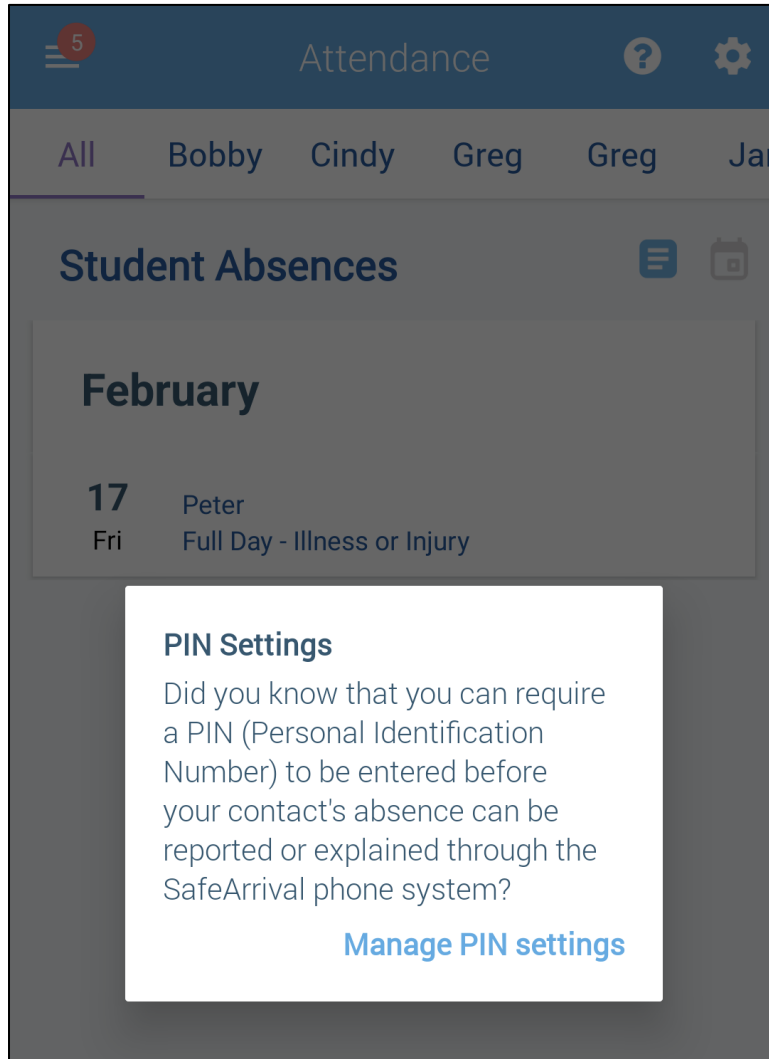 5
Attendance
All Bobby Cindy Greg Greg
Student Absences
February
17 Peter
Fri Full Day - Illness or Injury
PIN Settings
Did you know that you can require
a PIN (Personal Identification
Number) to be entered before
your contact's absence can be
reported or explained through the
SafeArrival phone system?
Manage PIN settings